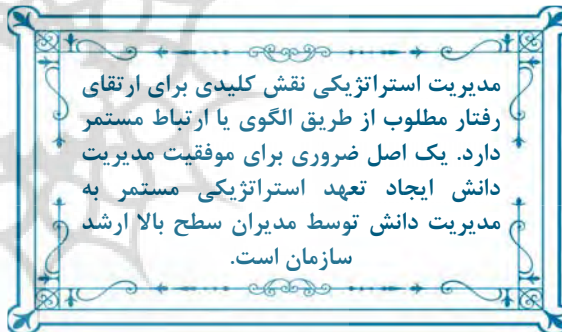 مدیریت استراتژیکی نقش کلیدی برای ارتقای
رفتار مطلوب از طریق الگوی یا ارتباط مستمر
دارد. یک اصل ضروری برای موفقیت مدیریت
دانش ایجاد تعهد استراتژیکی مستمر به
مدیریت دانش توسط مدیران سطح بالا ارشد
سازمان است.